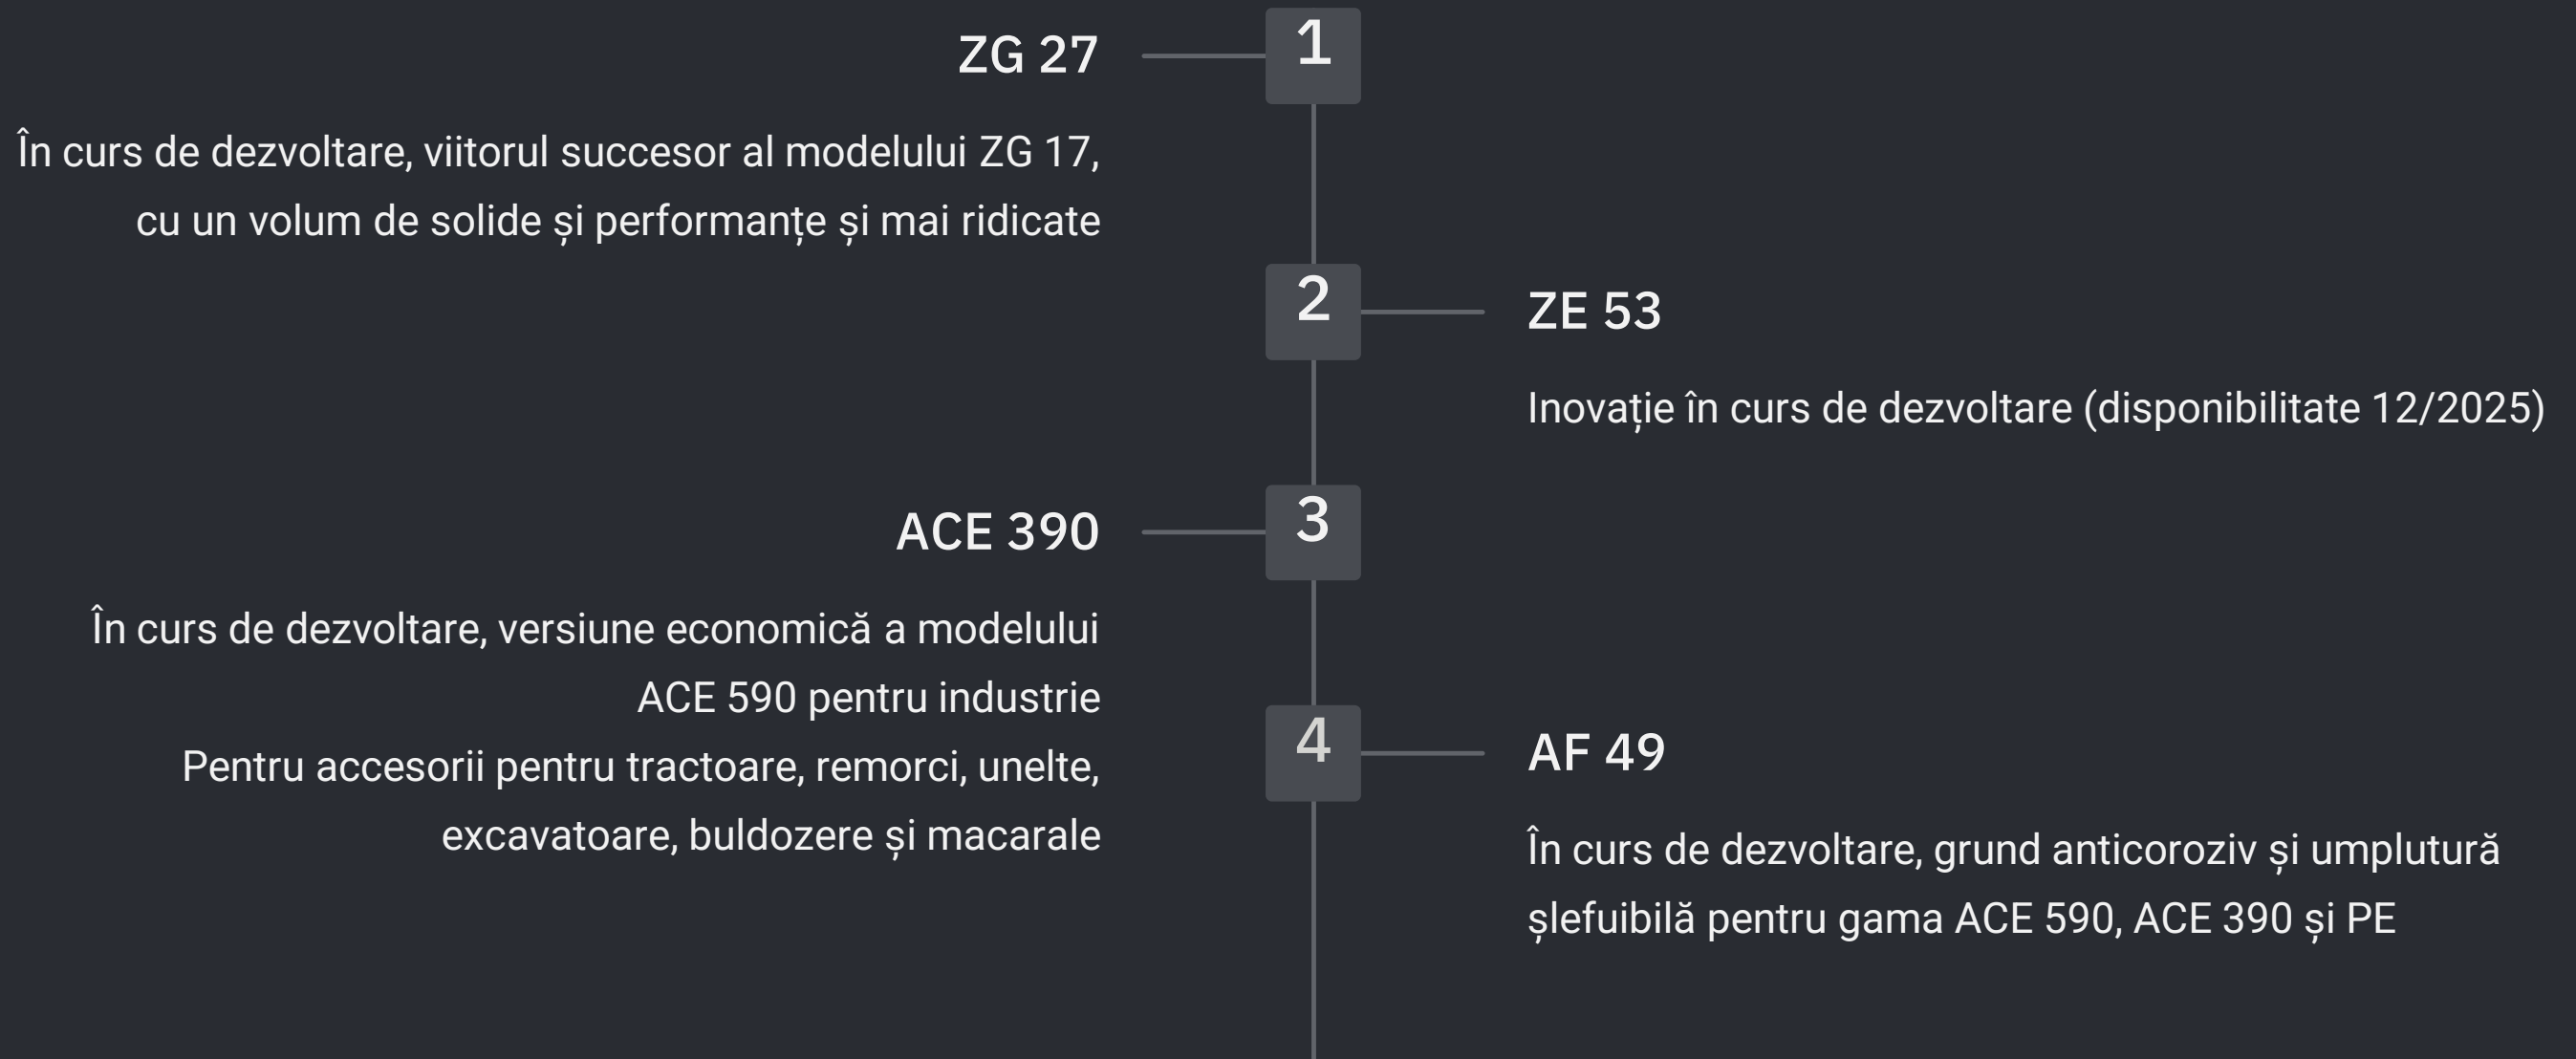 1
ZG 27
În curs de dezvoltare, viitorul succesor al modelului ZG 17,
cu un volum de solide și performanțe și mai ridicate
2
ZE 53
Inovație în curs de dezvoltare (disponibilitate 12/2025)
3
ACE 390
În curs de dezvoltare, versiune economică a modelului
ACE 590 pentru industrie
Pentru accesorii pentru tractoare, remorci, unelte,
excavatoare, buldozere și macarale
4
AF 49
În curs de dezvoltare, grund anticoroziv și umplutură
șlefuibilă pentru gama ACE 590, ACE 390 și PE